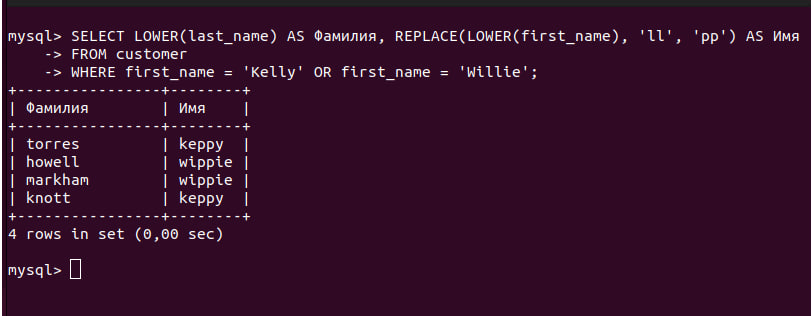 mysql> SELECT LOWER(last_name) AS Фамилия, REPLACE(LOWER(first_name), 'll', 'pp') AS Имя
    -> FROM customer
    -> WHERE first_name = 'Kelly' OR first_name = 'Willie';
+----------------+--------+
| Фамилия        | Имя    |
+----------------+--------+
| torres         | keppy  |
| howell         | wippie |
| markham        | wippie |
| knott          | keppy  |
+----------------+--------+
4 rows in set (0,00 sec)
mysql>